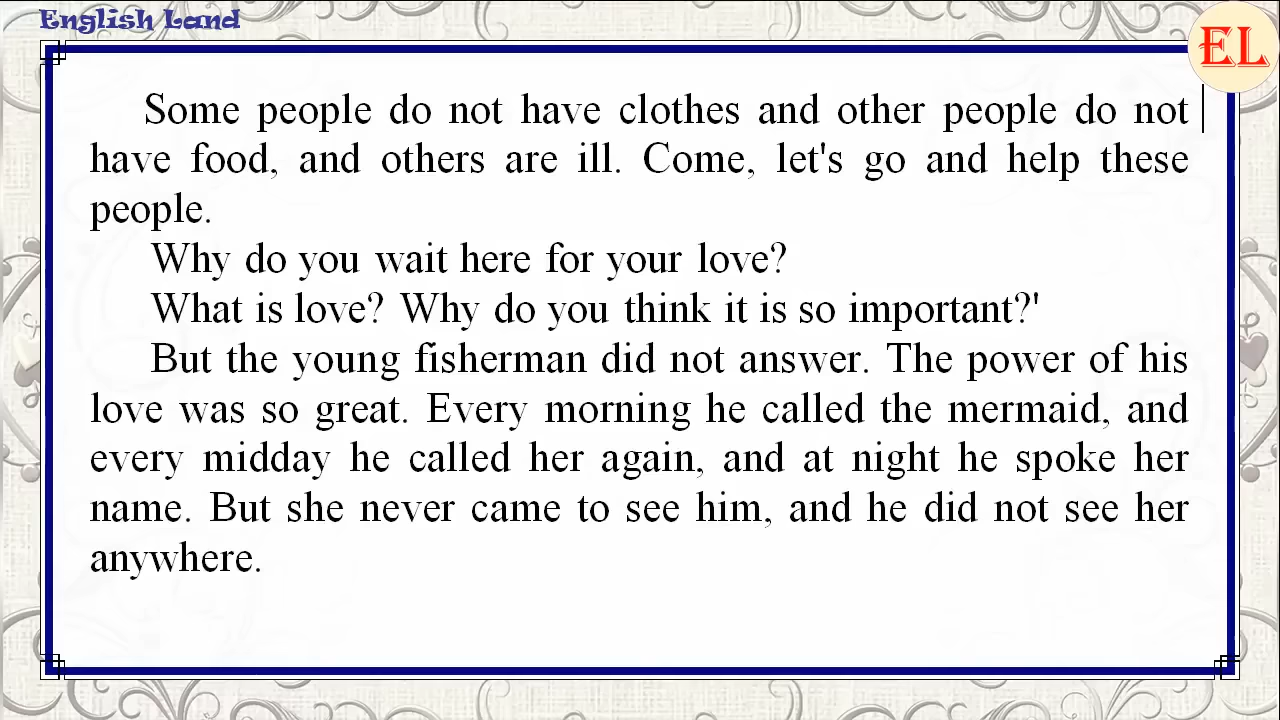 English Land
EL
Some people do not have clothes and other people do not
have food, and others are ill. Come, let's go and help these
people.
Why do you wait here for your love?
What is love? Why do you think it is so important?'
But the young fisherman did not answer. The power of his
love was so great. Every morning he called the mermaid, and
every midday he called her again, and at night he spoke her
name. But she never came to see him, and he did not see her
anywhere.